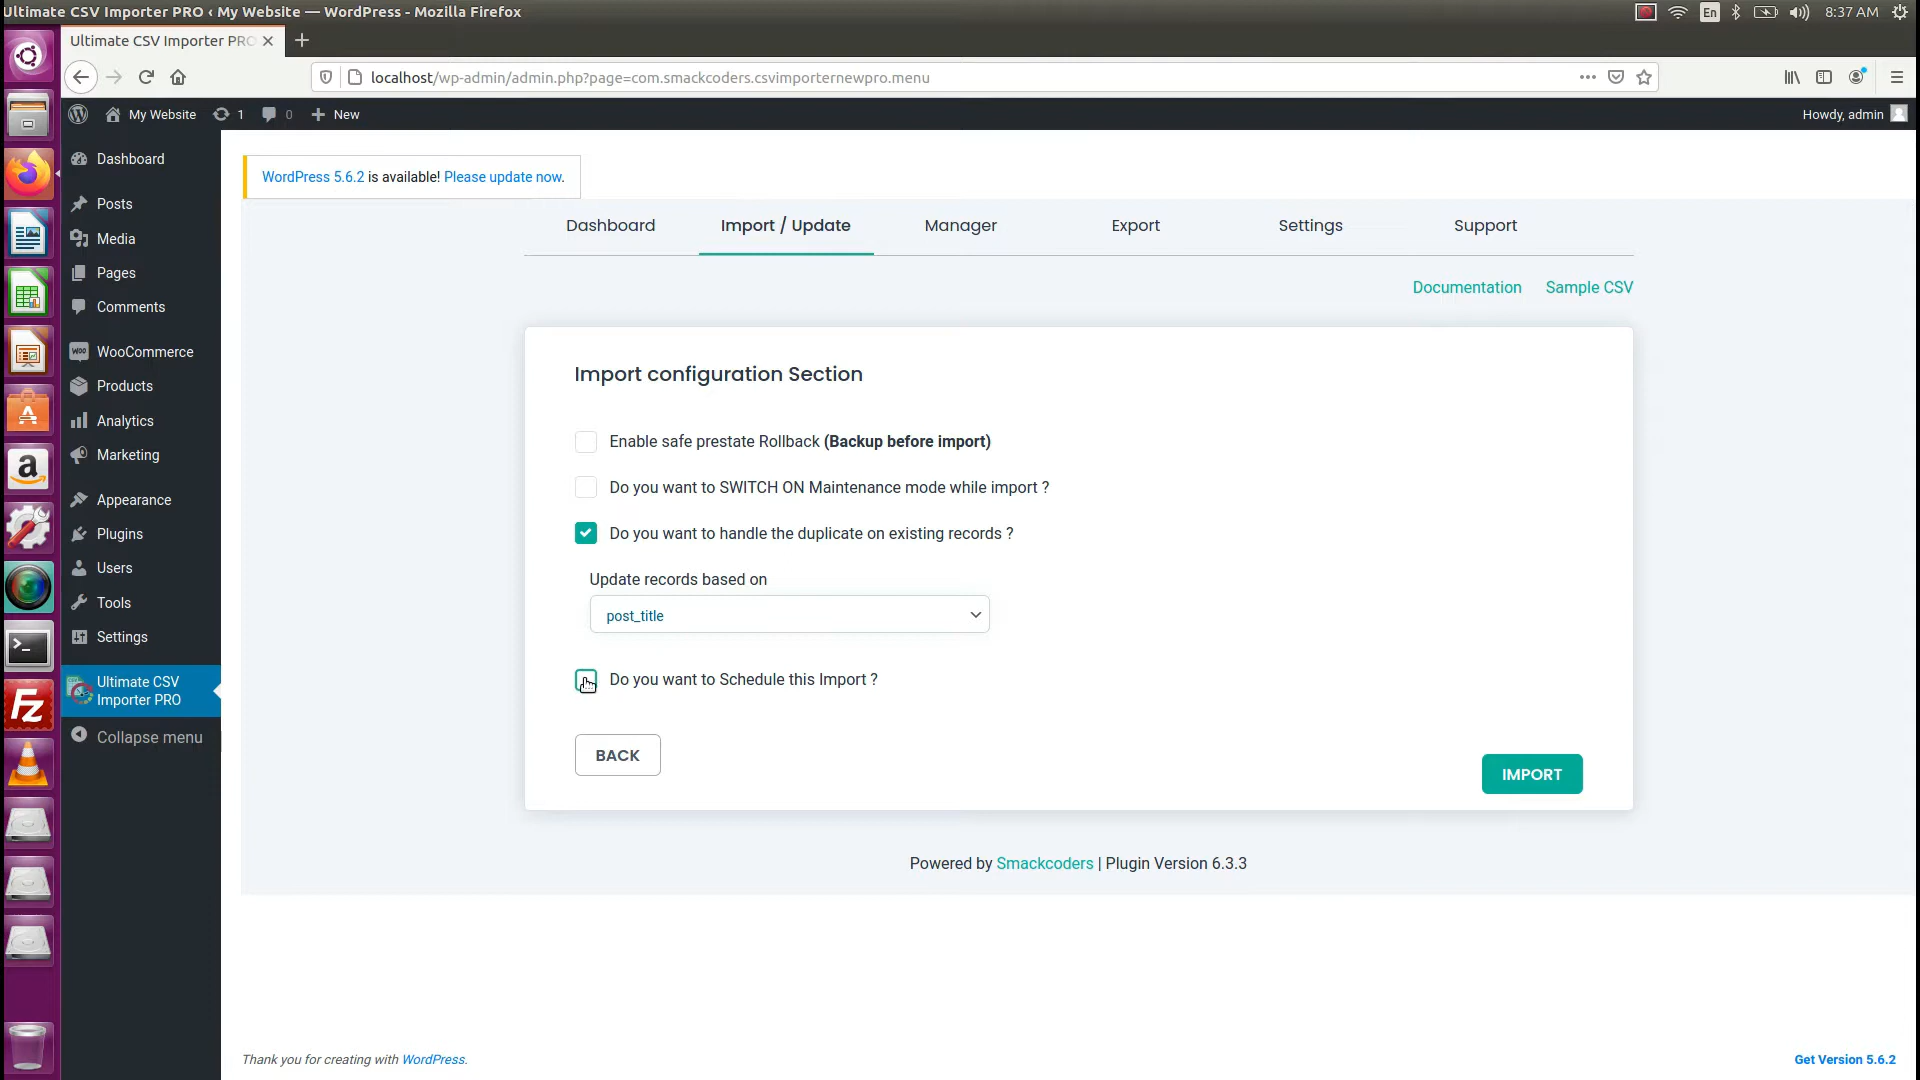 Ultimate CSV Importer PRO ‹ My Website — WordPress - Mozilla Firefox
En
8:37 AM
Ultimate CSV Importer PRO
localhost/wp-admin/admin.php?page=com.smackcoders.csvimporternewpro.menu
My Website
1
0
New
Howdy, admin
Dashboard
Posts
Media
Pages
Comments
WooCommerce
Products
Analytics
Marketing
Appearance
Plugins
Users
Tools
Settings
Ultimate CSV
Importer PRO
Collapse menu
WordPress 5.6.2 is available! Please update now.
Dashboard
Import / Update
Manager
Export
Settings
Support
Documentation
Sample CSV
Import configuration Section
Enable safe prestate Rollback (Backup before import)
Do you want to SWITCH ON Maintenance mode while import ?
Do you want to handle the duplicate on existing records ?
Update records based on
post_title
Do you want to Schedule this Import ?
BACK
IMPORT
Powered by Smackcoders | Plugin Version 6.3.3
Thank you for creating with WordPress.
Get Version 5.6.2